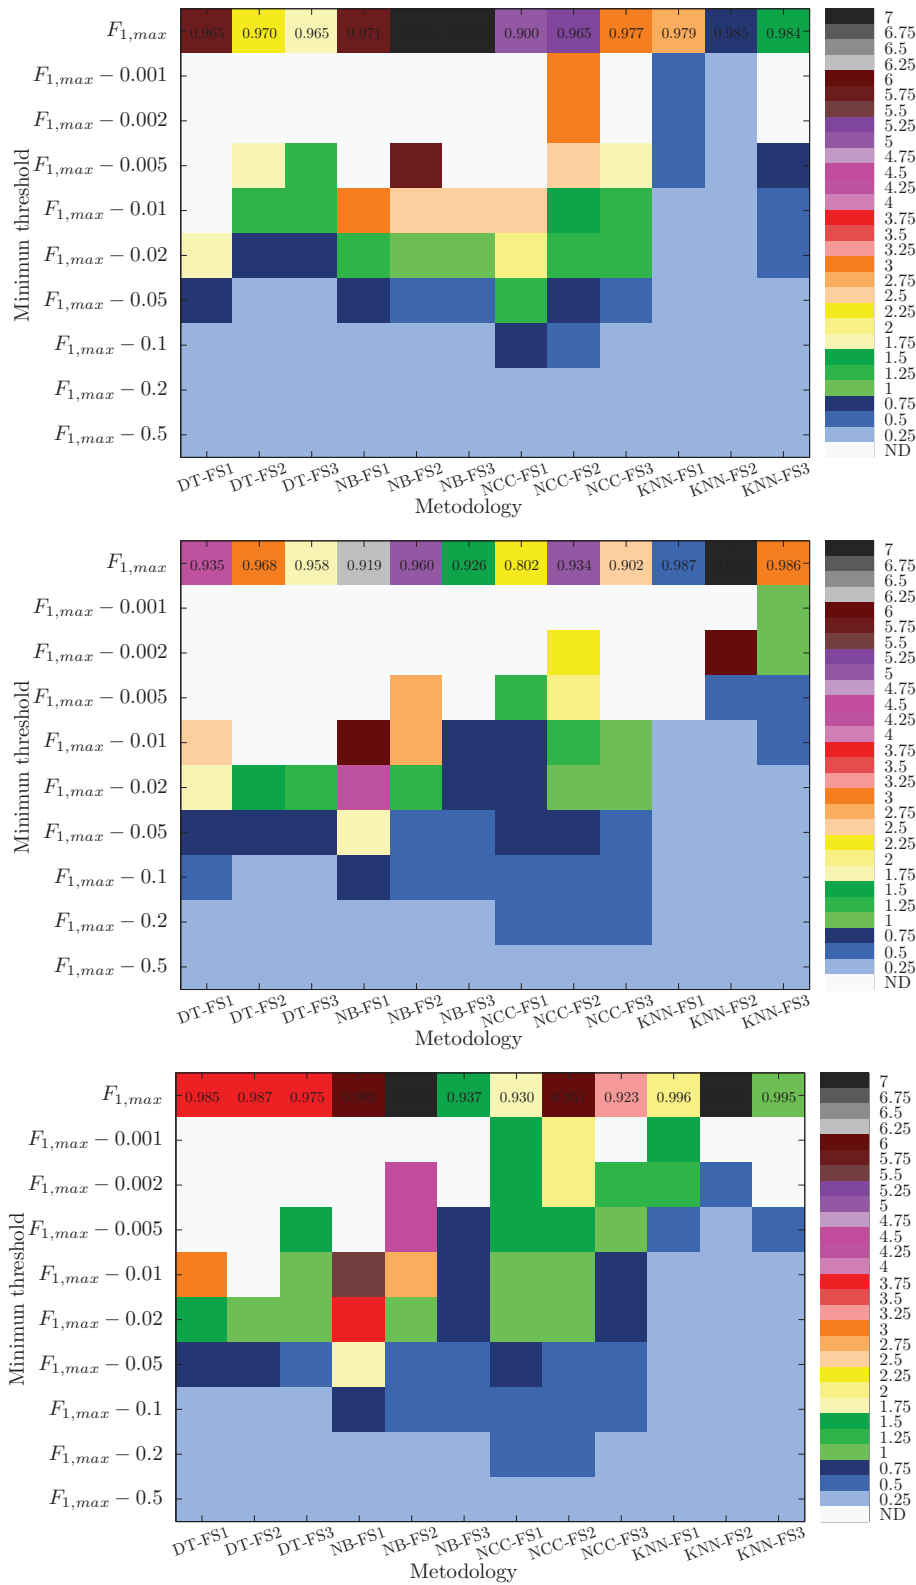 Minimun threshold
F1,max
F1,max − 0.001
F1,max − 0.002
F1,max − 0.005
F1,max − 0.01
F1,max − 0.02
F1,max − 0.05
F1,max − 0.1
F1,max − 0.2
F1,max − 0.5
0.965 0.970 0.965 0.971 0.900 0.965 0.977 0.979 0.985 0.984
DT-FS1 DT-FS2 DT-FS3 NB-FS1 NB-FS2 NB-FS3 NCC-FS1 NCC-FS2 NCC-FS3 KNN-FS1 KNN-FS2 KNN-FS3
Metodology
7
6.75
6.5
6.25
6
5.75
5.5
5.25
5
4.75
4.5
4.25
4
3.75
3.5
3.25
3
2.75
2.5
2.25
2
1.75
1.5
1.25
1
0.75
0.5
0.25
ND
Minimun threshold
F1,max
F1,max − 0.001
F1,max − 0.002
F1,max − 0.005
F1,max − 0.01
F1,max − 0.02
F1,max − 0.05
F1,max − 0.1
F1,max − 0.2
F1,max − 0.5
0.935 0.968 0.958 0.919 0.960 0.926 0.802 0.934 0.902 0.987 0.986
DT-FS1 DT-FS2 DT-FS3 NB-FS1 NB-FS2 NB-FS3 NCC-FS1 NCC-FS2 NCC-FS3 KNN-FS1 KNN-FS2 KNN-FS3
Metodology
7
6.75
6.5
6.25
6
5.75
5.5
5.25
5
4.75
4.5
4.25
4
3.75
3.5
3.25
3
2.75
2.5
2.25
2
1.75
1.5
1.25
1
0.75
0.5
0.25
ND
Minimun threshold
F1,max
F1,max − 0.001
F1,max − 0.002
F1,max − 0.005
F1,max − 0.01
F1,max − 0.02
F1,max − 0.05
F1,max − 0.1
F1,max − 0.2
F1,max − 0.5
0.985 0.987 0.975 0.937 0.930 0.923 0.996 0.995
DT-FS1 DT-FS2 DT-FS3 NB-FS1 NB-FS2 NB-FS3 NCC-FS1 NCC-FS2 NCC-FS3 KNN-FS1 KNN-FS2 KNN-FS3
Metodology
7
6.75
6.5
6.25
6
5.75
5.5
5.25
5
4.75
4.5
4.25
4
3.75
3.5
3.25
3
2.75
2.5
2.25
2
1.75
1.5
1.25
1
0.75
0.5
0.25
ND